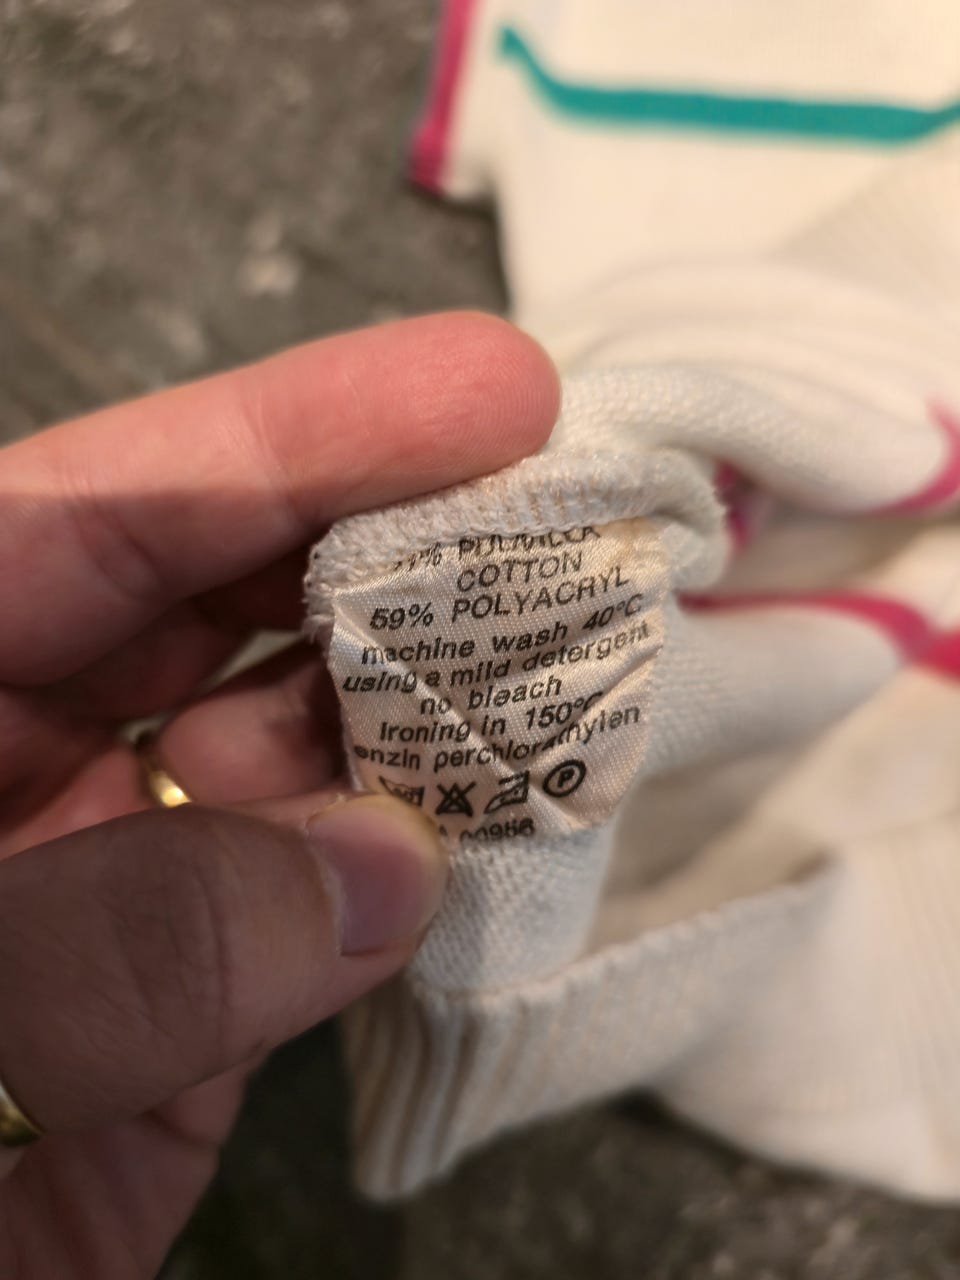 COTTON
59% POLYACRYL
machine wash 40°C
using a mild detergent
no bleach
Ironing in 150°C
P